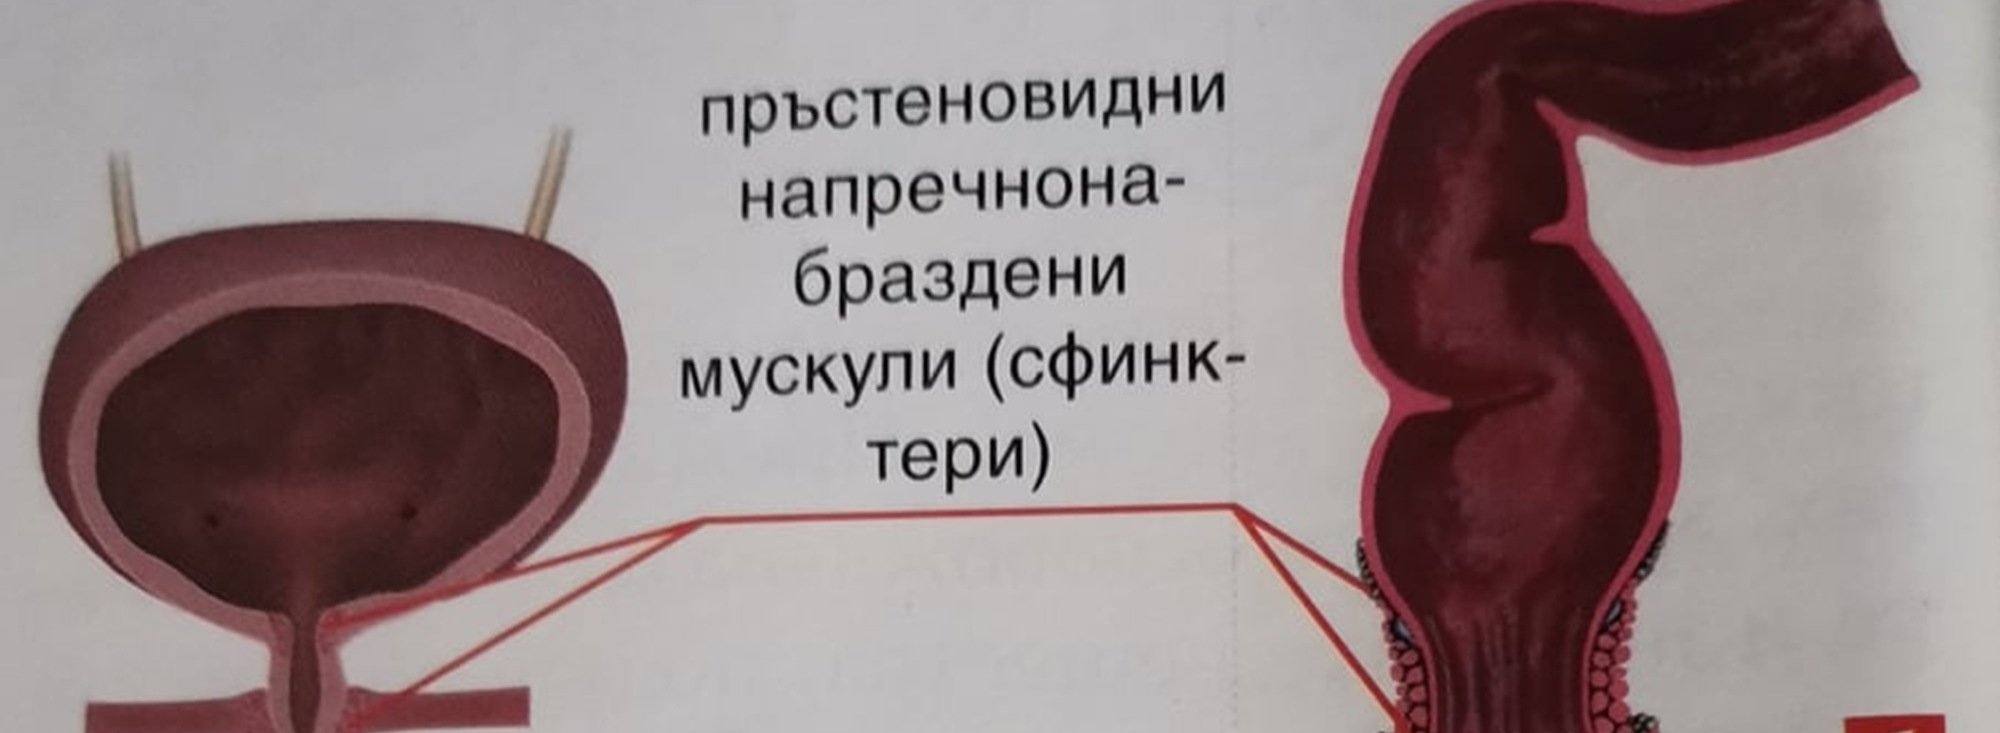 пръстеновидни
напречнона-
браздени
мускули (сфинк-
тери)